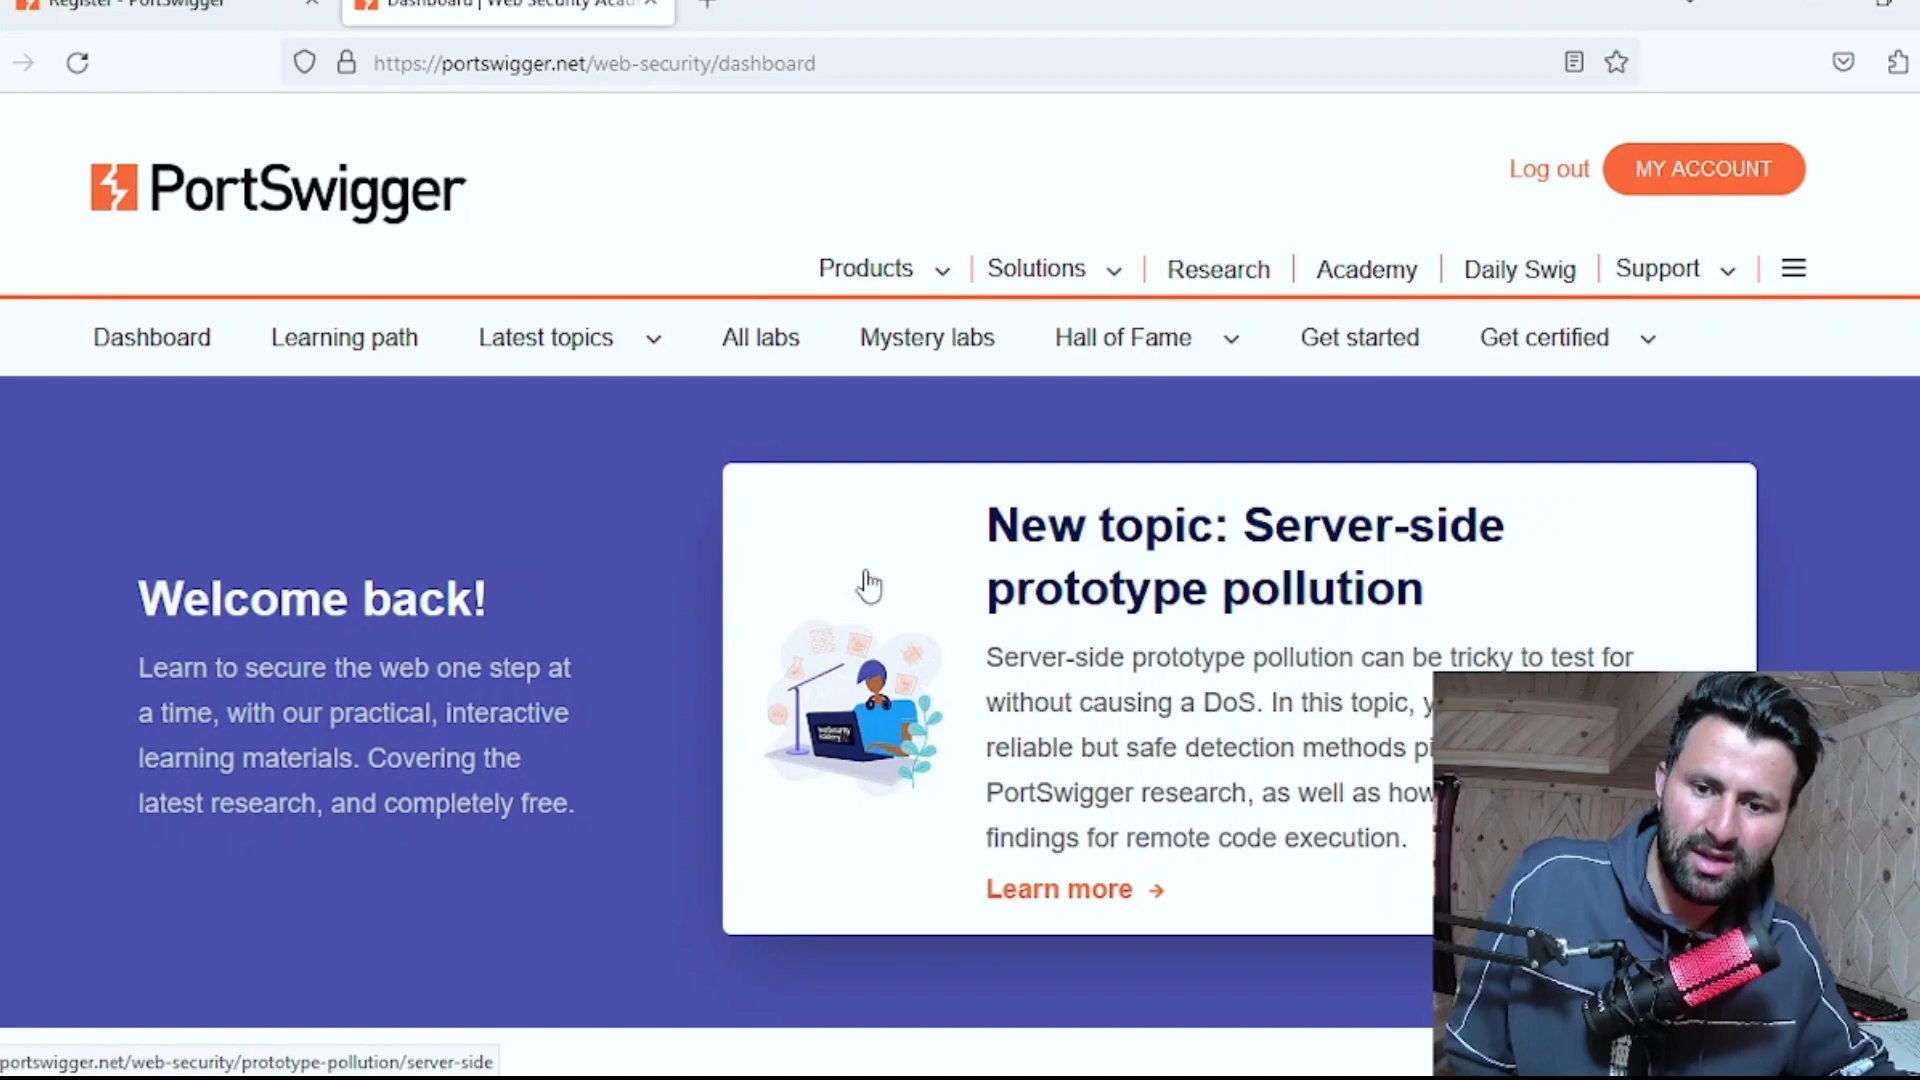 Register - PortSwigger
Dashboard | Web Security Acad
https://portswigger.net/web-security/dashboard
PortSwigger
Log out
MY ACCOUNT
Products
Solutions
Research
Academy
Daily Swig
Support
Dashboard
Learning path
Latest topics
All labs
Mystery labs
Hall of Fame
Get started
Get certified
Welcome back!
Learn to secure the web one step at
a time, with our practical, interactive
learning materials. Covering the
latest research, and completely free.
New topic: Server-side
prototype pollution
Server-side prototype pollution can be tricky to test for
without causing a DoS. In this topic, y
reliable but safe detection methods pi
PortSwigger research, as well as how
findings for remote code execution.
Learn more →
portswigger.net/web-security/prototype-pollution/server-side